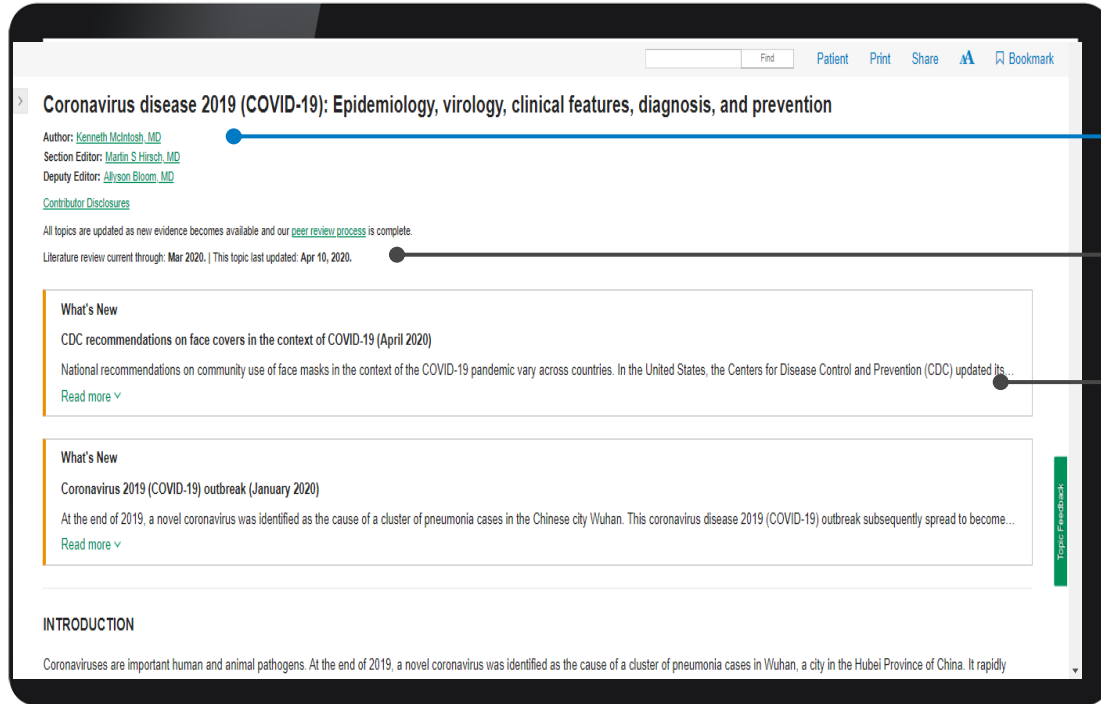 Find Patient Print Share AA Bookmark
Coronavirus disease 2019 (COVID-19): Epidemiology, virology, clinical features, diagnosis, and prevention
Author: Kenneth McIntosh, MD
Section Editor: Martin S Hirsch, MD
Deputy Editor: Allyson Bloom, MD
Contributor Disclosures
All topics are updated as new evidence becomes available and our peer review process is complete.
Literature review current through: Mar 2020. | This topic last updated: Apr 10, 2020.
What's New
CDC recommendations on face covers in the context of COVID-19 (April 2020)
National recommendations on community use of face masks in the context of the COVID-19 pandemic vary across countries. In the United States, the Centers for Disease Control and Prevention (CDC) updated its...
Read more
What's New
Coronavirus 2019 (COVID-19) outbreak (January 2020)
At the end of 2019, a novel coronavirus was identified as the cause of a cluster of pneumonia cases in the Chinese city Wuhan. This coronavirus disease 2019 (COVID-19) outbreak subsequently spread to become...
Read more
Topic Feedback
INTRODUCTION
Coronaviruses are important human and animal pathogens. At the end of 2019, a novel coronavirus was identified as the cause of a cluster of pneumonia cases in Wuhan, a city in the Hubei Province of China. It rapidly